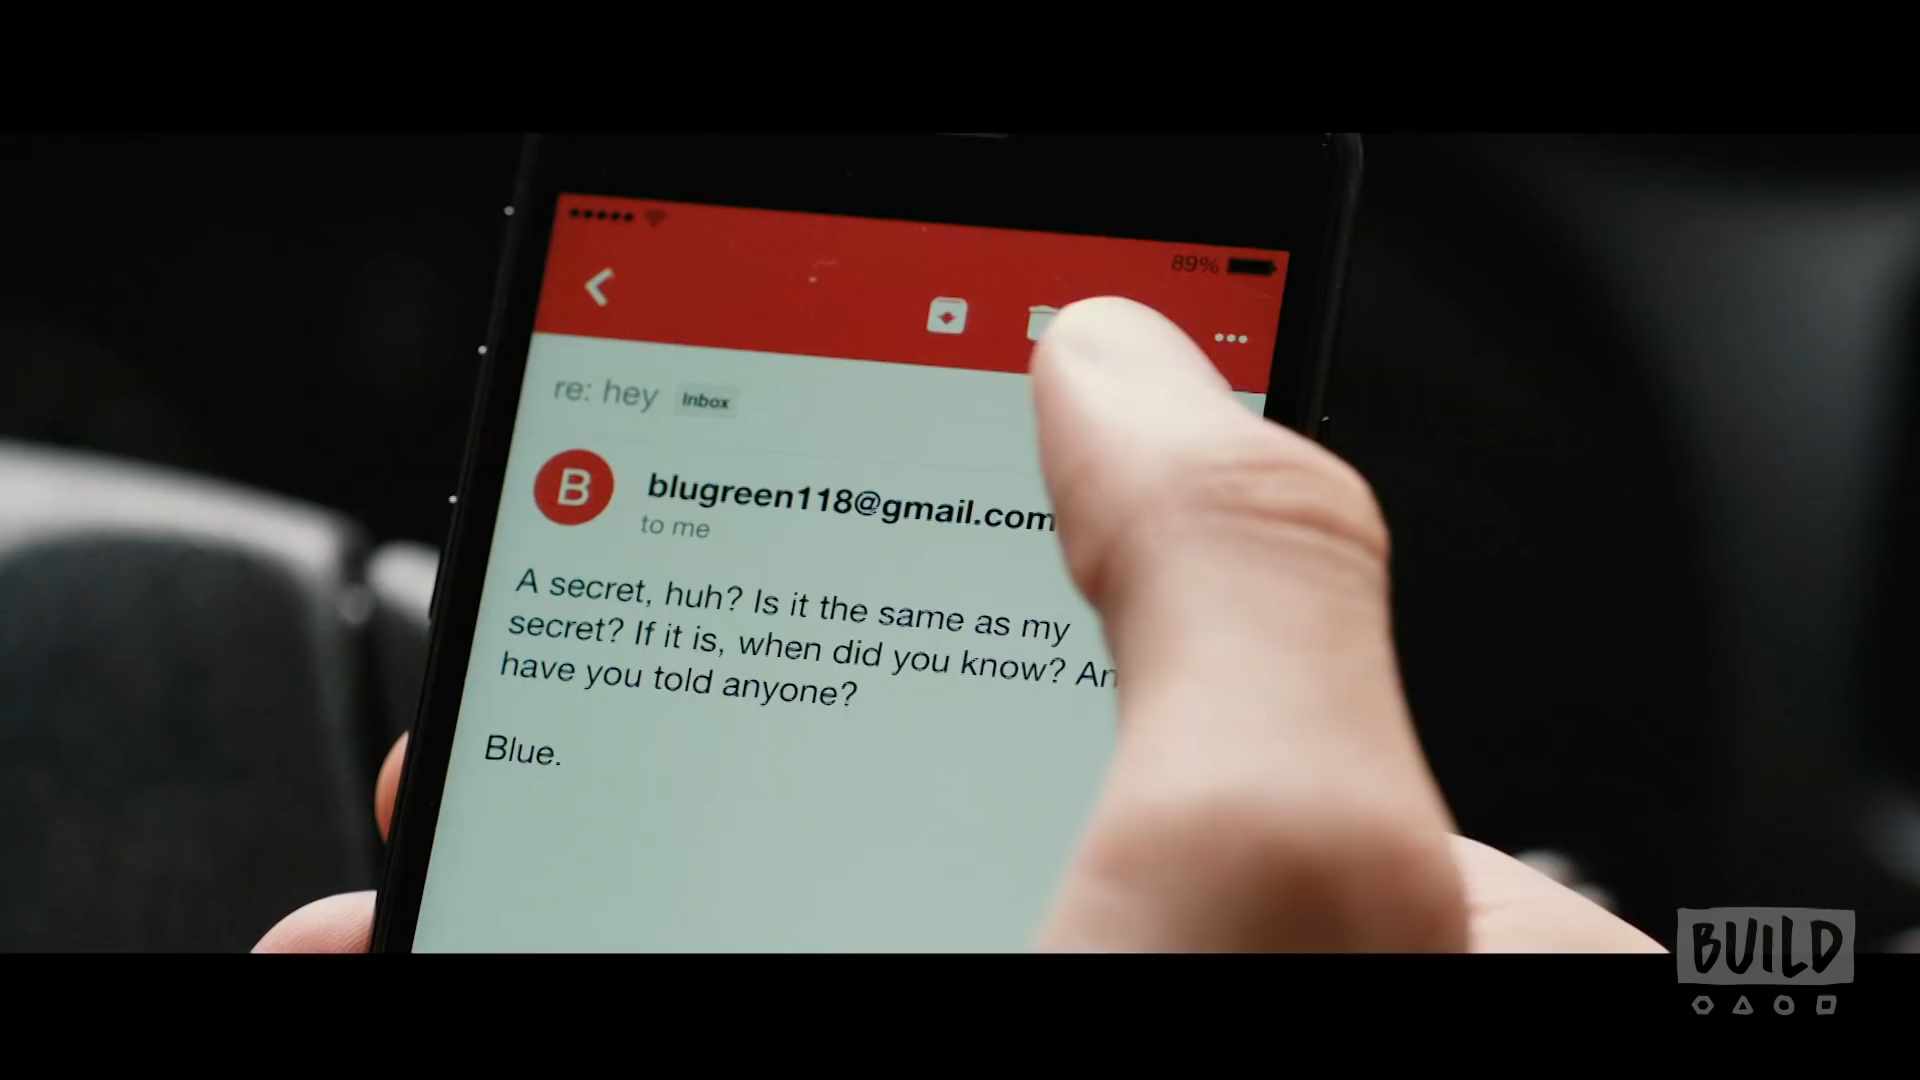 89%
re: hey Inbox
B blugreen118@gmail.com
to me
A secret, huh? Is it the same as my
secret? If it is, when did you know?
have you told anyone?
Blue.
BUILD